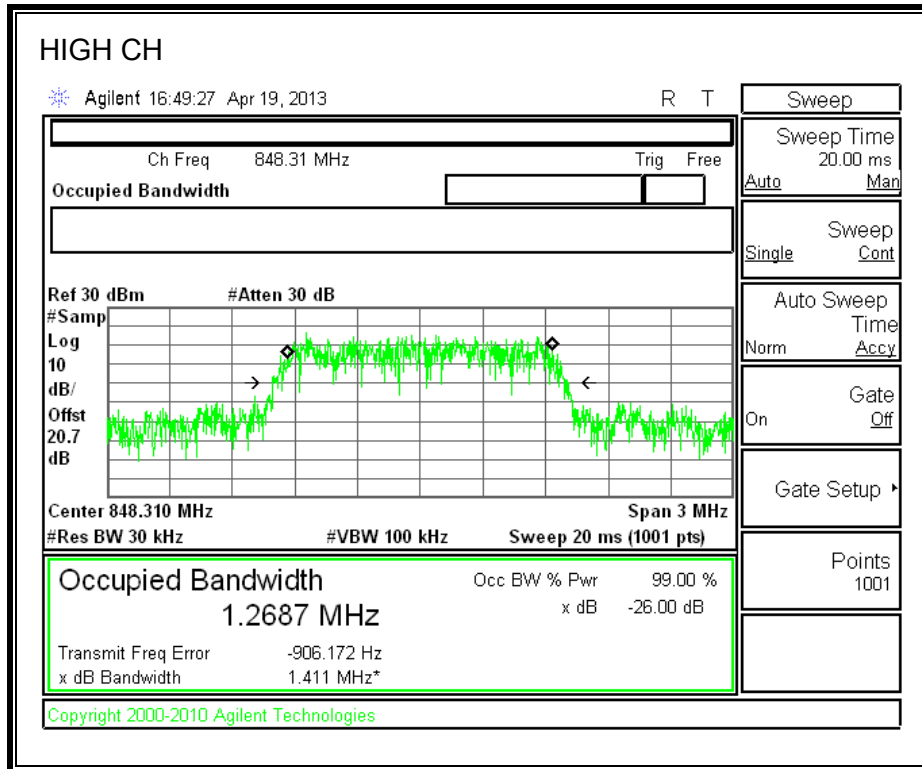 HIGH CH
Agilent 16:49:27 Apr 19, 2013 R T
Ch Freq 848.31 MHz Trig Free
Occupied Bandwidth
Ref 30 dBm #Atten 30 dB
#Samp
Log
10
dB/
Offst
20.7
dB
Center 848.310 MHz Span 3 MHz
#Res BW 30 kHz #VBW 100 kHz Sweep 20 ms (1001 pts)
Occupied Bandwidth Occ BW % Pwr 99.00 %
1.2687 MHz x dB -26.00 dB
Transmit Freq Error -906.172 Hz
x dB Bandwidth 1.411 MHz*
Copyright 2000-2010 Agilent Technologies
Sweep
Sweep Time
20.00 ms
Auto Man
Sweep
Single Cont
Auto Sweep
Time
Norm Accy
Gate
On Off
Gate Setup
Points
1001